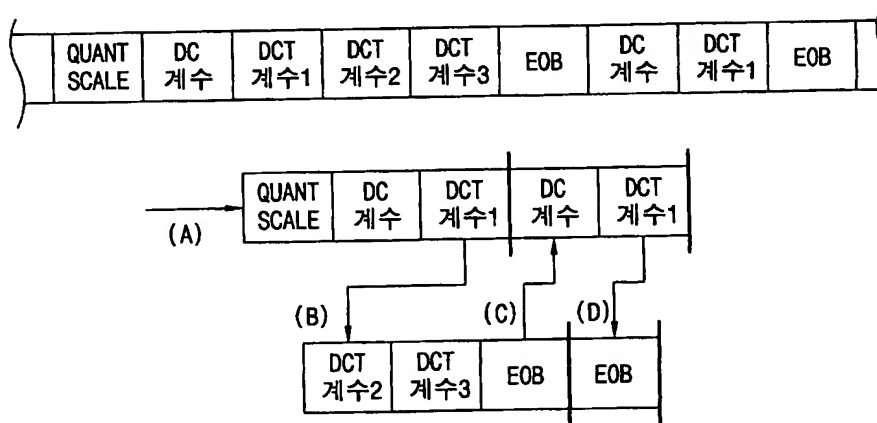 QUANT SCALE DC 계수 DCT 계수1 DCT 계수2 DCT 계수3 EOB DC 계수 DCT 계수1 EOB
(A) QUANT SCALE DC 계수 DCT 계수1 DC 계수 DCT 계수1
(B) (C) (D)
DCT 계수2 DCT 계수3 EOB EOB